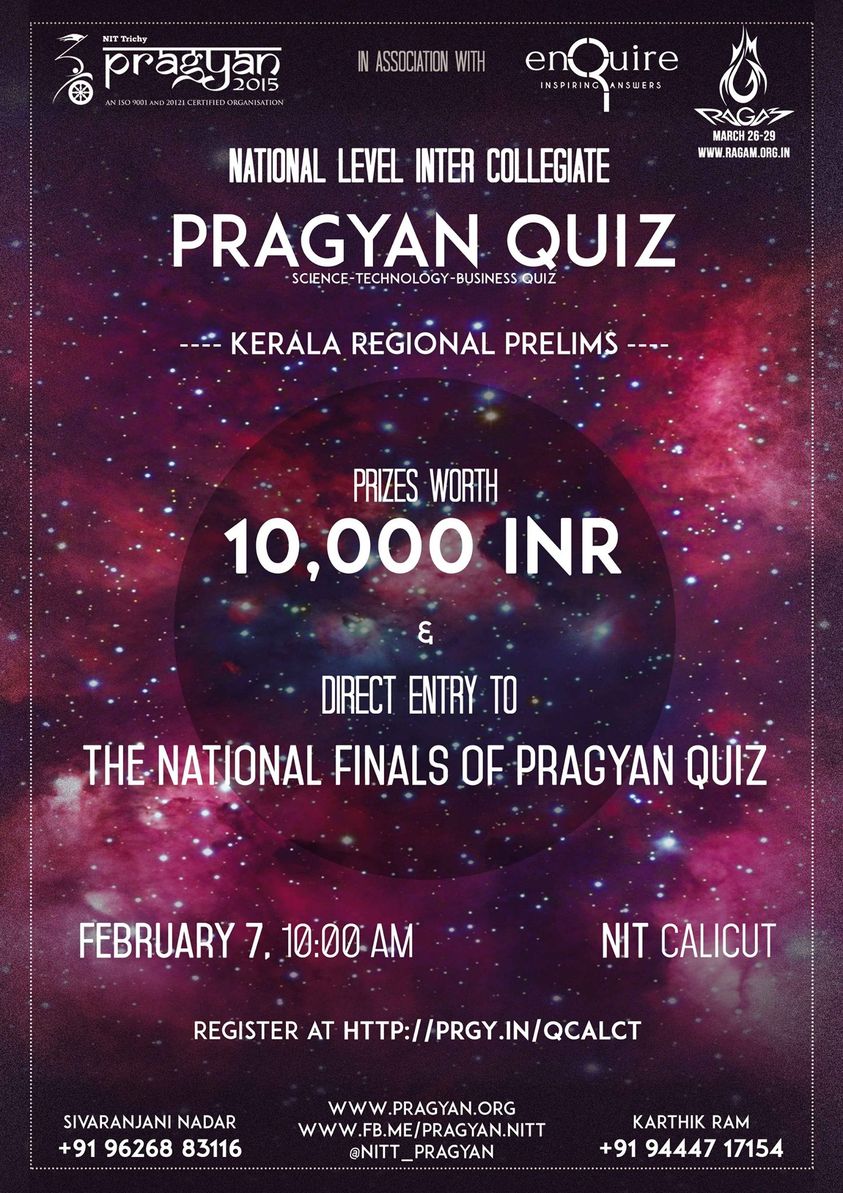 NIT Trichy
pragyan
2015
AN ISO 9001 AND 20121 CERTIFIED ORGANISATION
IN ASSOCIATION WITH
enQuire
INSPIRING ANSWERS
RAGAM
MARCH 26-29
WWW.RAGAM.ORG.IN
NATIONAL LEVEL INTER COLLEGIATE
PRAGYAN QUIZ
SCIENCE-TECHNOLOGY-BUSINESS QUIZ
---- KERALA REGIONAL PRELIMS ----
PRIZES WORTH
10,000 INR
&
DIRECT ENTRY TO
THE NATIONAL FINALS OF PRAGYAN QUIZ
FEBRUARY 7, 10:00 AM
NIT CALICUT
REGISTER AT HTTP://PRGY.IN/QCALCT
SIVARANJANI NADAR
+91 96268 83116
WWW.PRAGYAN.ORG
WWW.FB.ME/PRAGYAN.NITT
@NITT_PRAGYAN
KARTHIK RAM
+91 94447 17154